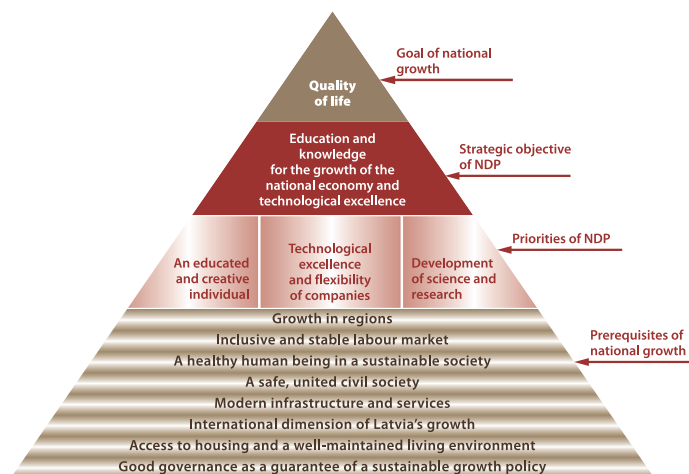 Quality
of life
Goal of national
growth
Education and
knowledge
for the growth of the
national economy and
technological excellence
Strategic objective
of NDP
An educated
and creative
individual
Technological
excellence
and flexibility
of companies
Development
of science and
research
Priorities of NDP
Growth in regions
Inclusive and stable labour market
A healthy human being in a sustainable society
A safe, united civil society
Modern infrastructure and services
International dimension of Latvia's growth
Access to housing and a well-maintained living environment
Good governance as a guarantee of a sustainable growth policy
Prerequisites of
national growth